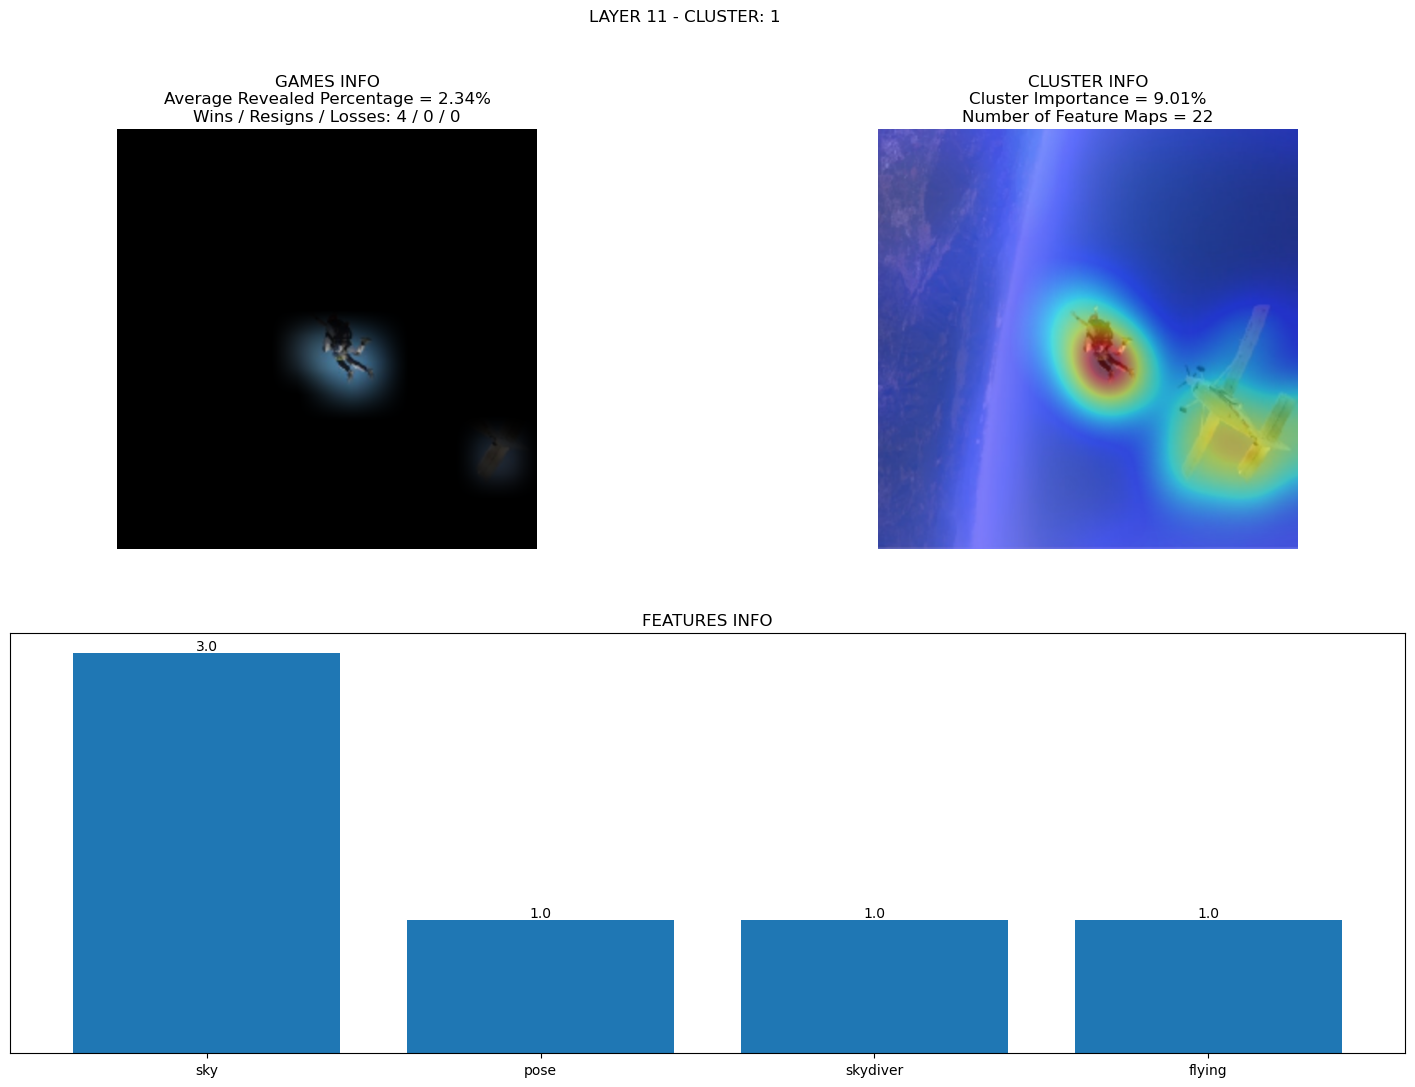 LAYER 11 - CLUSTER: 1
GAMES INFO
Average Revealed Percentage = 2.34%
Wins / Resigns / Losses: 4 / 0 / 0
CLUSTER INFO
Cluster Importance = 9.01%
Number of Feature Maps = 22
FEATURES INFO
3.0
1.0
1.0
1.0
sky
pose
skydiver
flying